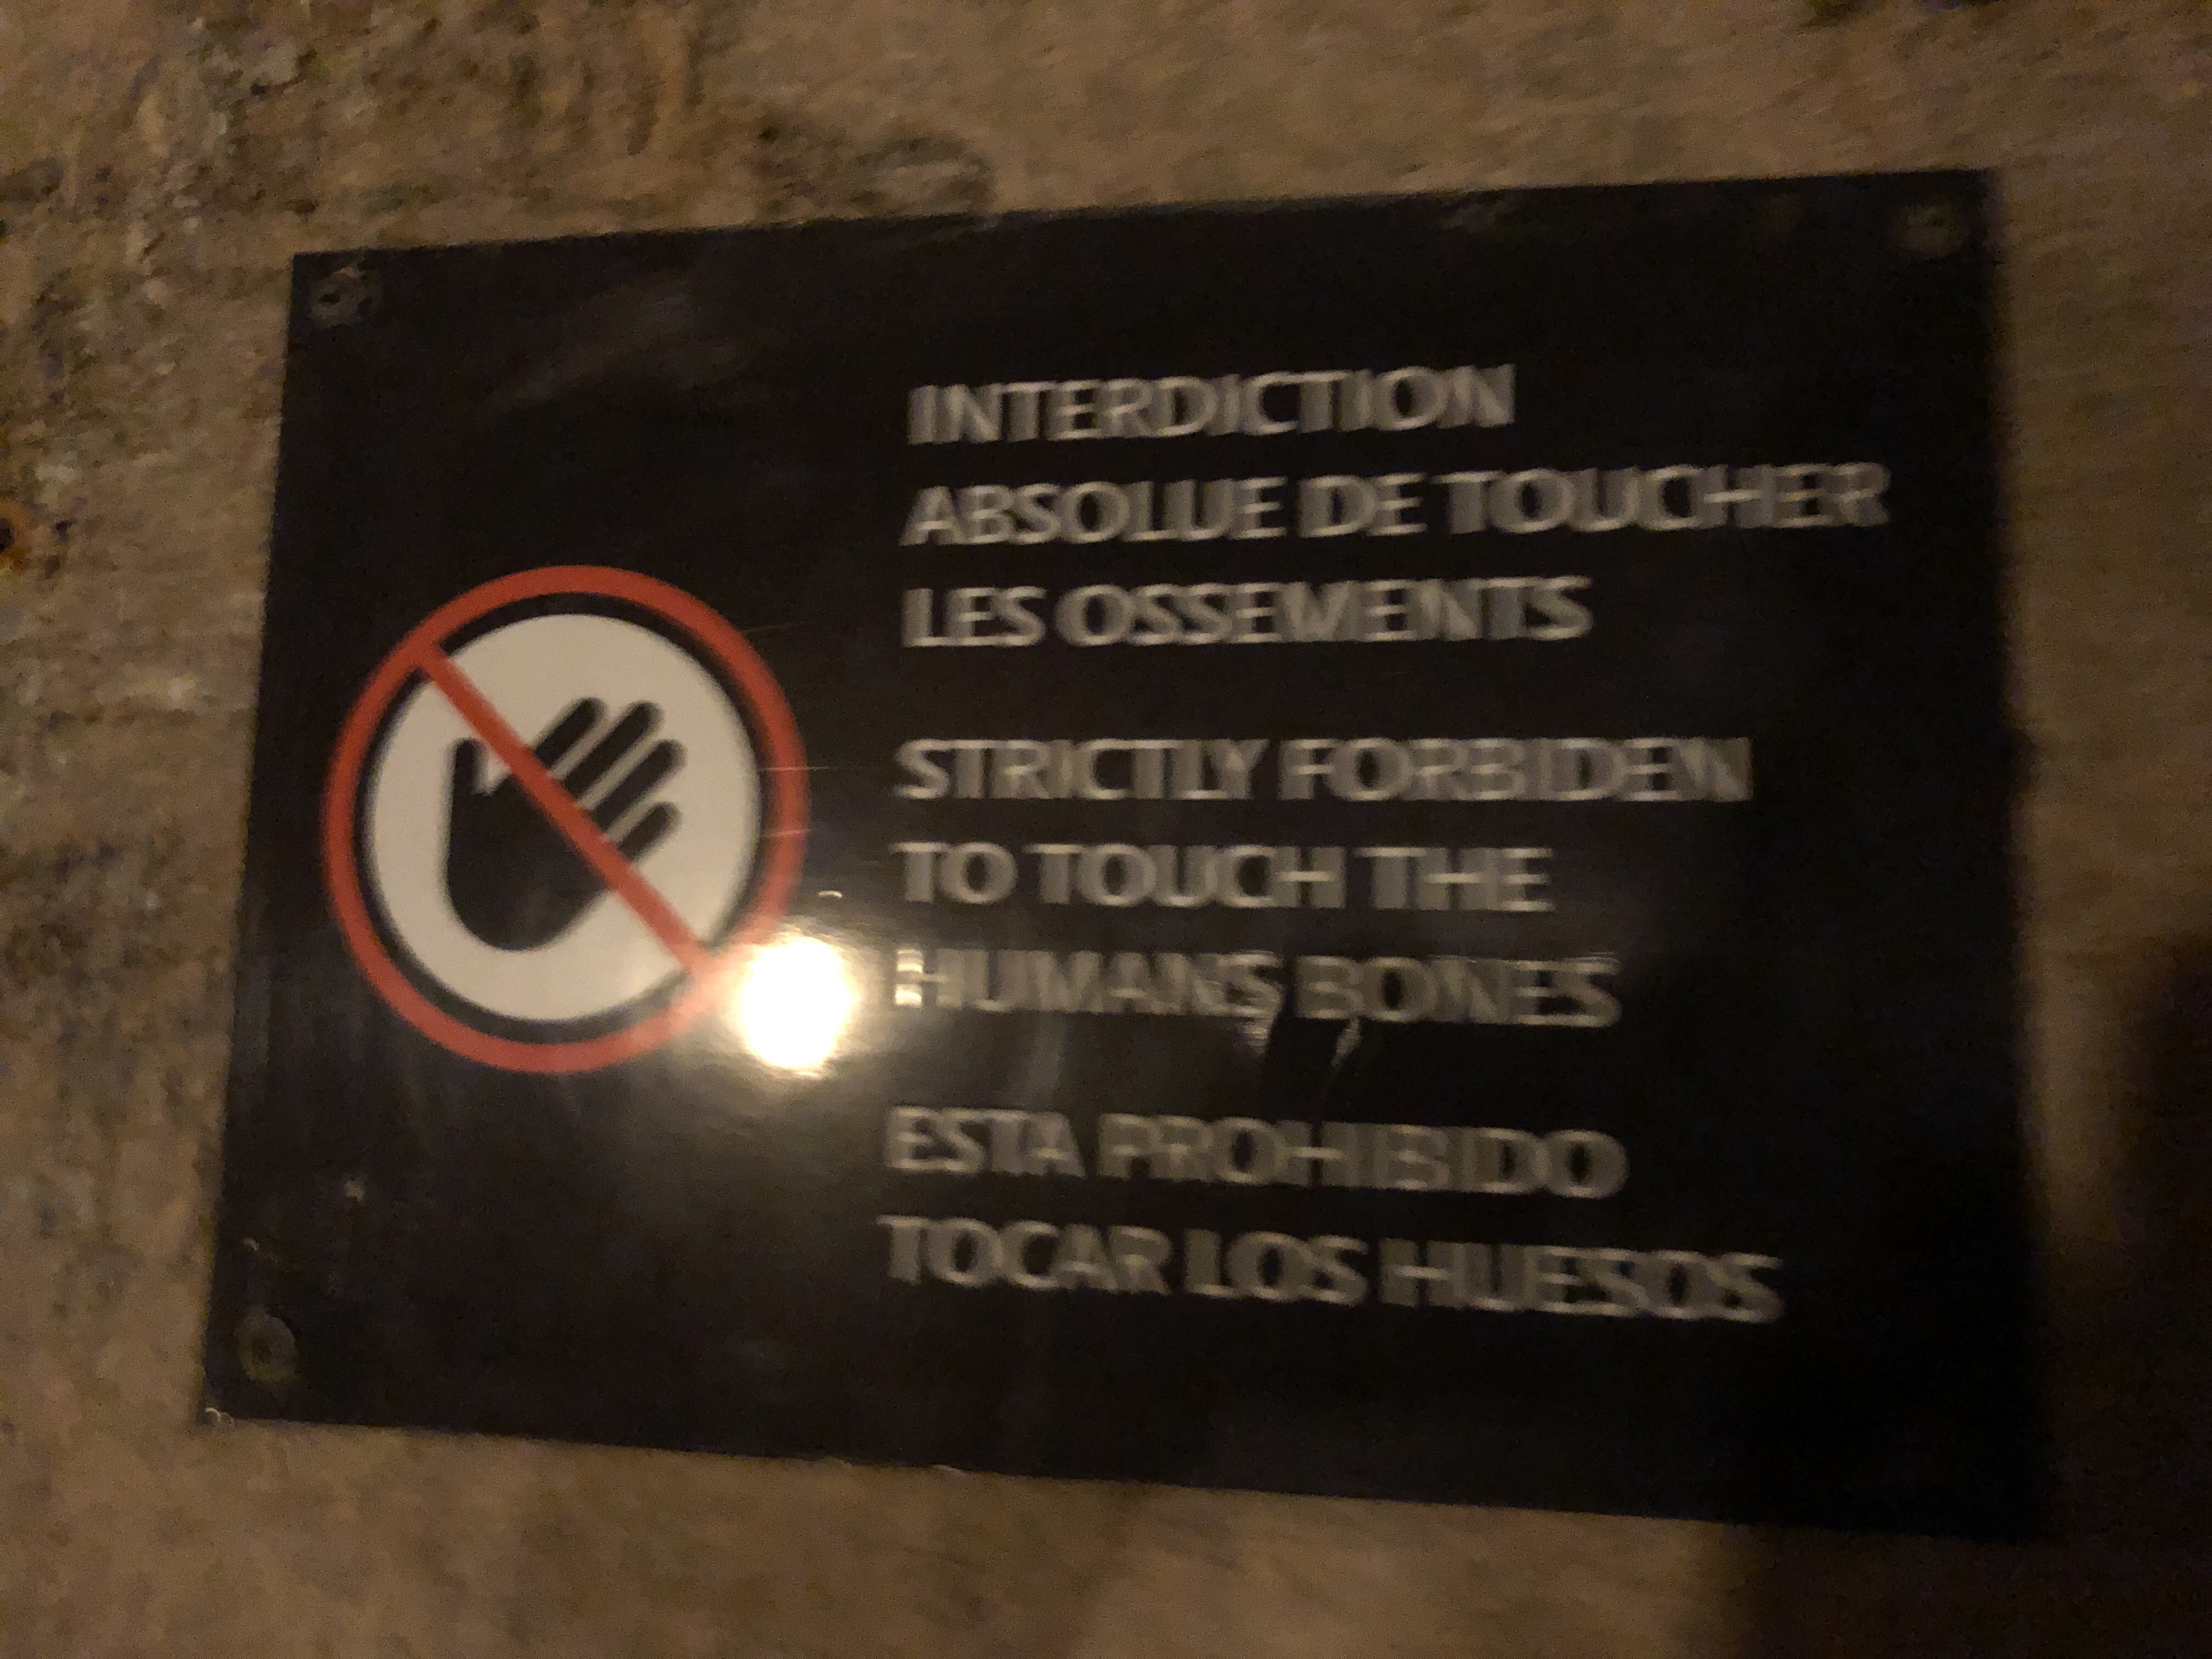 INTERDICTION
ABSOLUE DE TOUCHER
LES OSSEMENTS
STRICTLY FORBIDEN
TO TOUCH THE
HUMANS BONES
ESTA PROHIBIDO
TOCAR LOS HUESOS